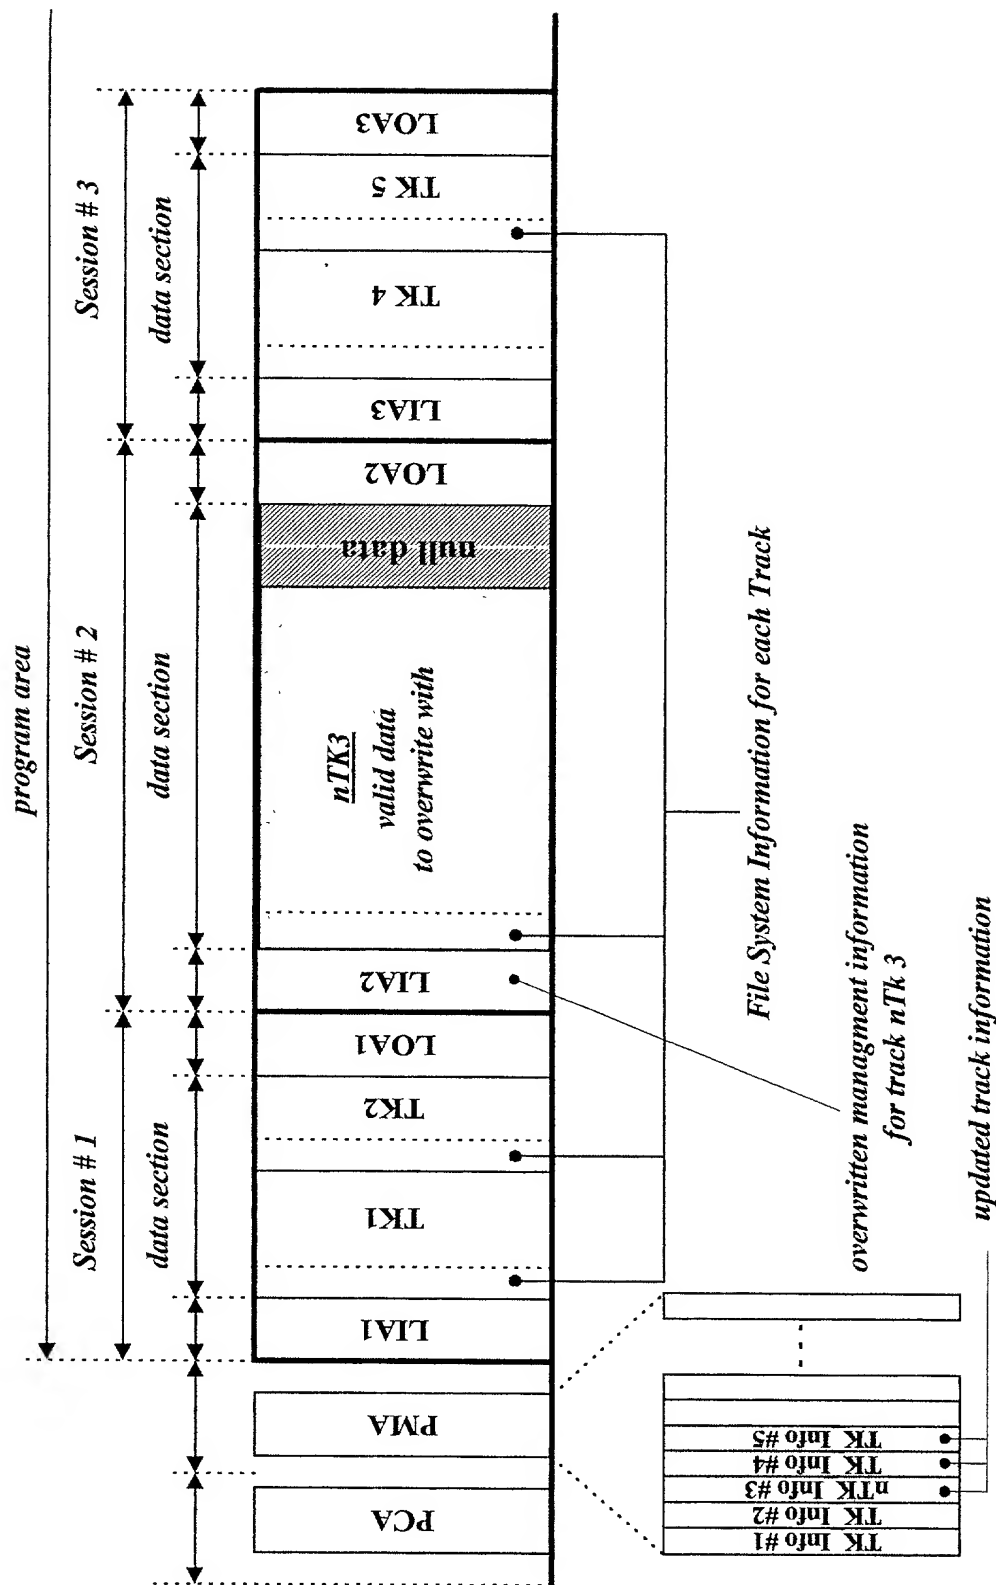 program area
Session # 1
Session # 2
Session # 3
data section
data section
data section
PCA
PMA
LIA1
TK1
TK2
LOA1
LIA2
nTK3
valid data
to overwrite with
null data
LOA2
LIA3
TK 4
TK 5
LOA3
File System Information for each Track
overwritten managment information
for track nTk 3
updated track information
TK Info #1
TK Info #2
nTK Info #3
TK Info #4
TK Info #5